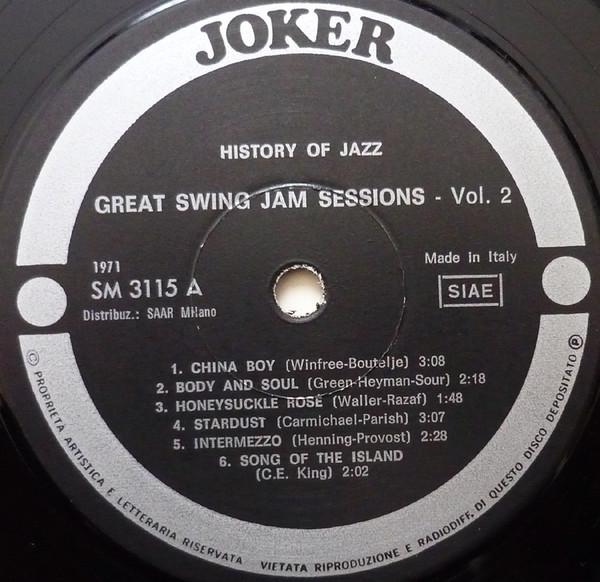 JOKER
HISTORY OF JAZZ
GREAT SWING JAM SESSIONS - Vol. 2
1971
SM 3115 A
Distribuz.: SAAR Milano
Made in Italy
SIAE
1. CHINA BOY (Winfree-Boutelje) 3:08
2. BODY AND SOUL (Green-Heyman-Sour) 2:18
3. HONEYSUCKLE ROSE (Waller-Razaf) 1:48
4. STARDUST (Carmichael-Parish) 3:07
5. INTERMEZZO (Henning-Provost) 2:28
6. SONG OF THE ISLAND
(C.E. King) 2:02
© PROPRIETA ARTISTICA E LETTERARIA RISERVATA VIETATA RIPRODUZIONE E RADIODIFF. DI QUESTO DISCO DEPOSITATO ℗